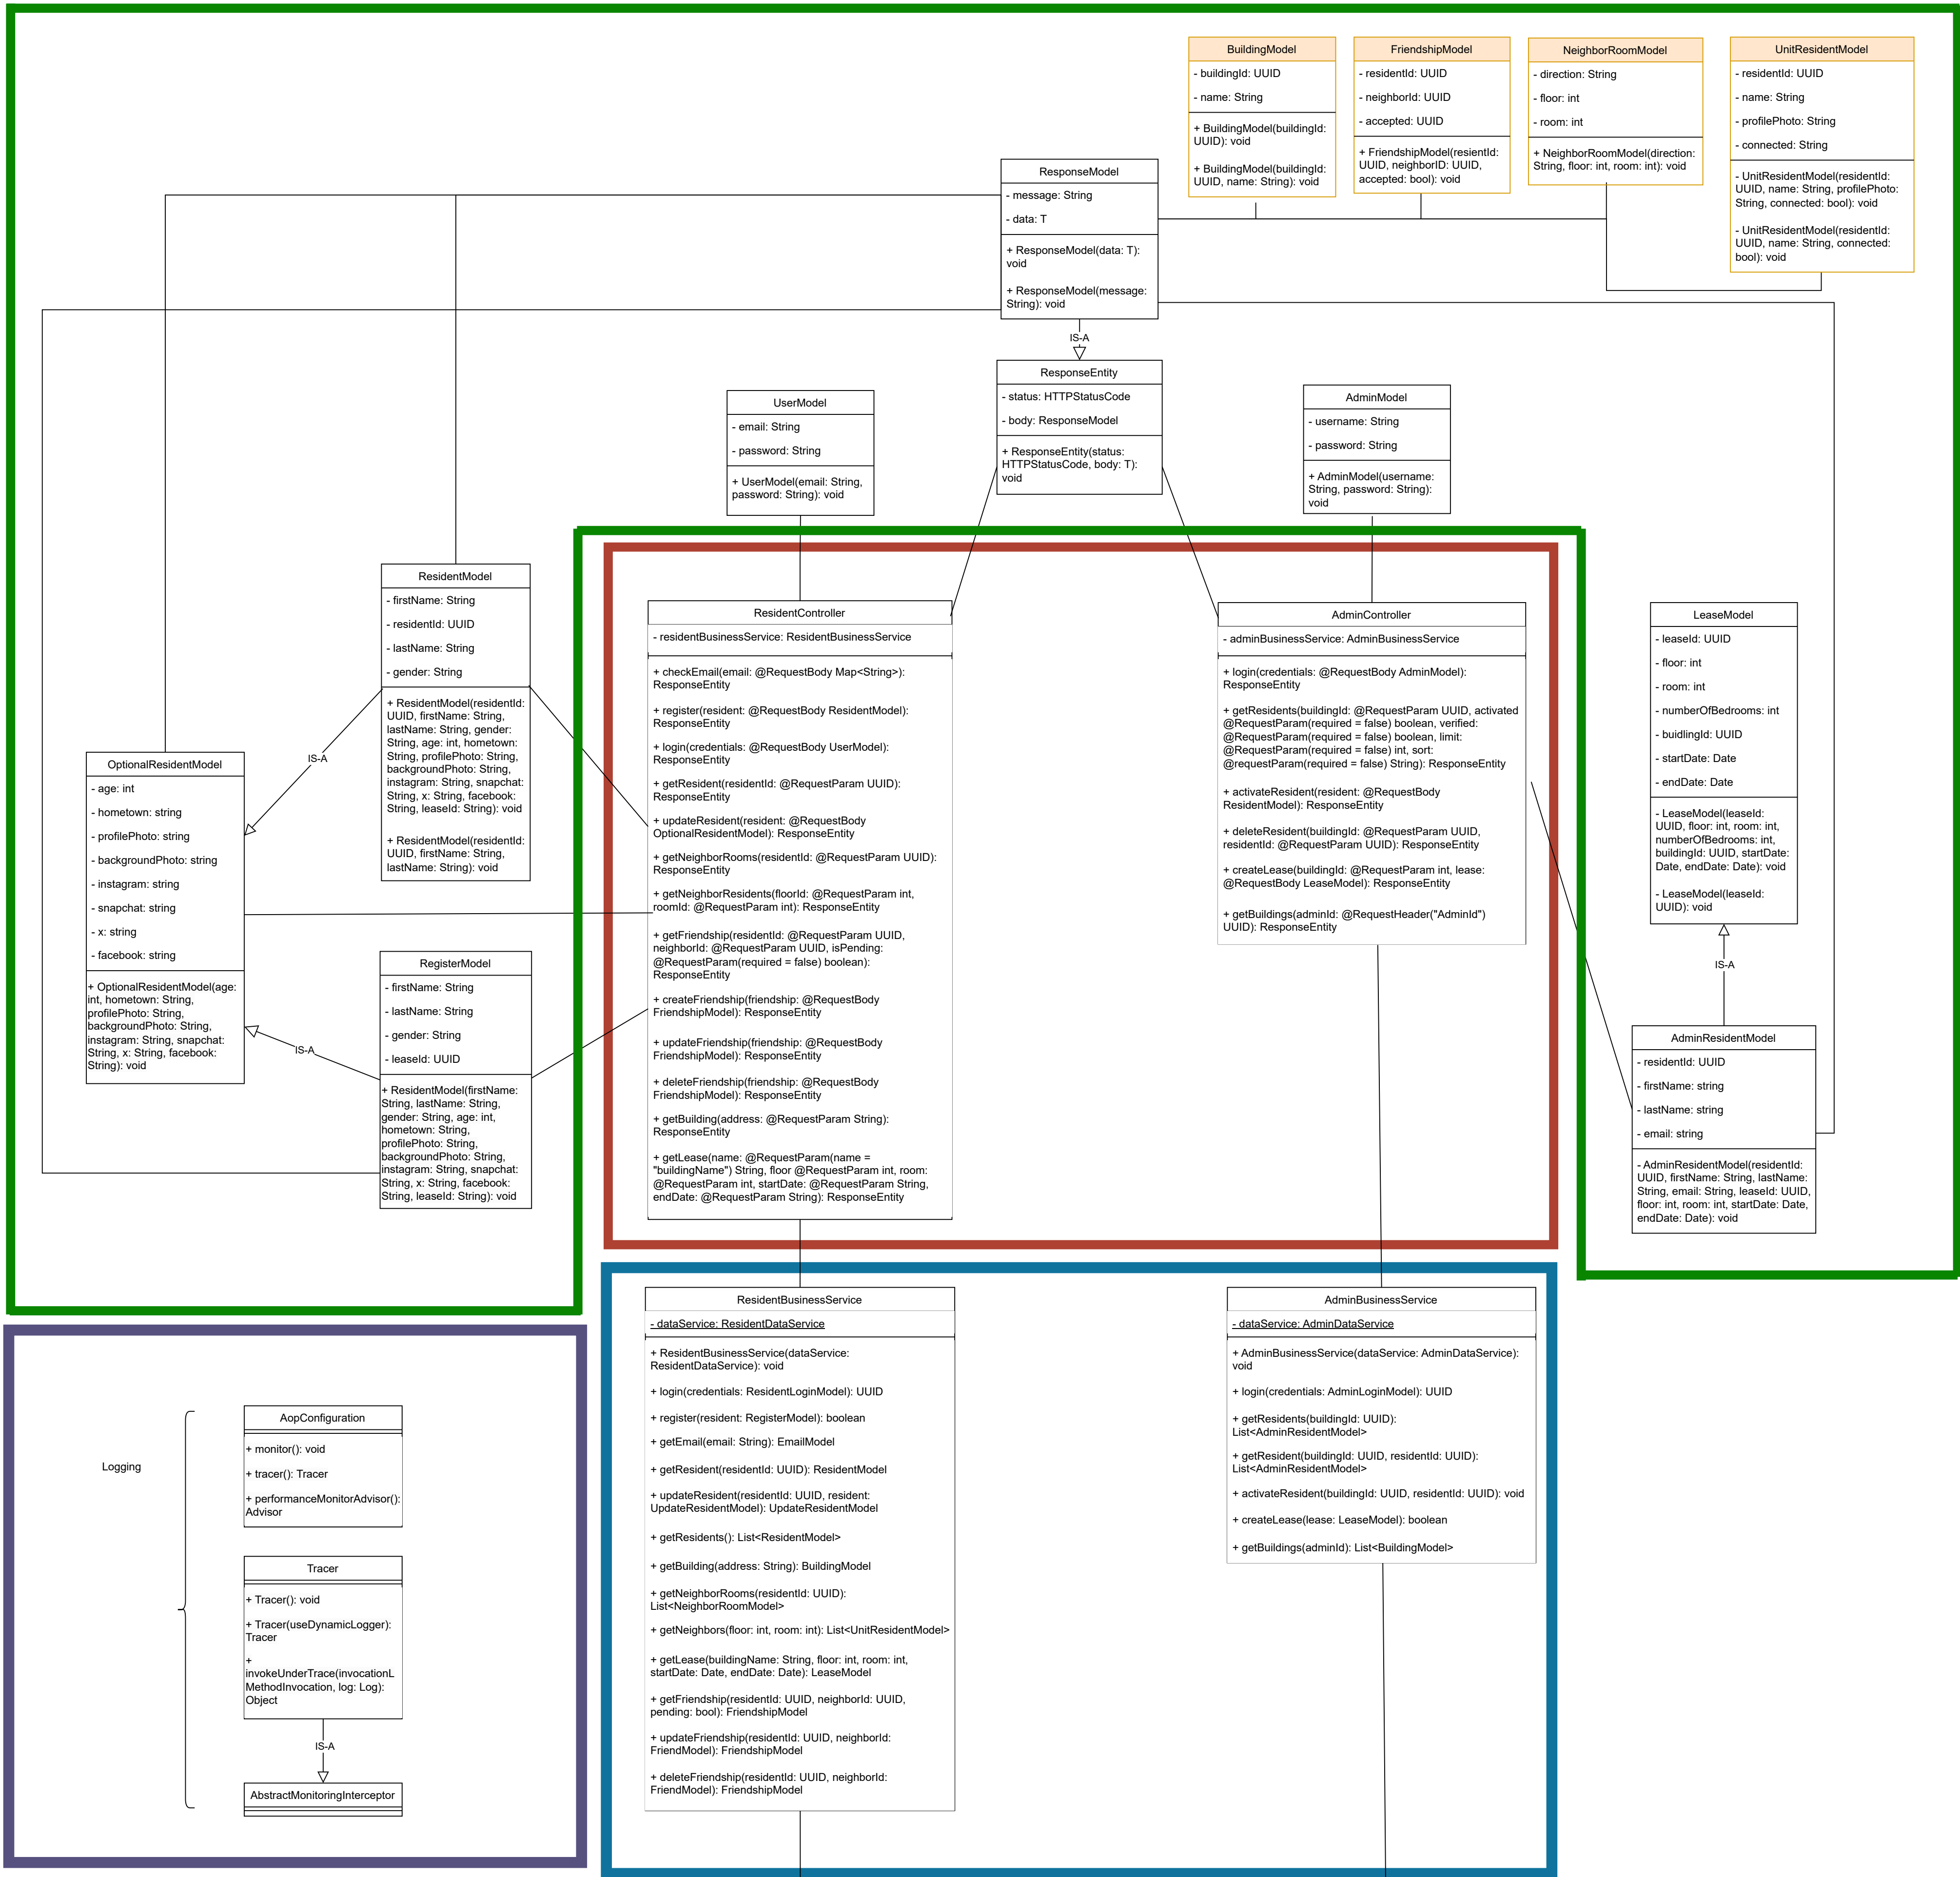 BuildingModel
- buildingId: UUID
- name: String
+ BuildingModel(buildingId:
UUID): void
+ BuildingModel(buildingId:
UUID, name: String): void
FriendshipModel
- residentId: UUID
- neighborId: UUID
- accepted: UUID
+ FriendshipModel(resientId:
UUID, neighborID: UUID,
accepted: bool): void
NeighborRoomModel
- direction: String
- floor: int
- room: int
+ NeighborRoomModel(direction:
String, floor: int, room: int): void
UnitResidentModel
- residentId: UUID
- name: String
- profilePhoto: String
- connected: String
- UnitResidentModel(residentId:
UUID, name: String, profilePhoto:
String, connected: bool): void
- UnitResidentModel(residentId:
UUID, name: String, connected:
bool): void
ResponseModel
- message: String
- data: T
+ ResponseModel(data: T):
void
+ ResponseModel(message:
String): void
IS-A
ResponseEntity
- status: HTTPStatusCode
- body: ResponseModel
+ ResponseEntity(status:
HTTPStatusCode, body: T):
void
UserModel
- email: String
- password: String
+ UserModel(email: String,
password: String): void
AdminModel
- username: String
- password: String
+ AdminModel(username:
String, password: String):
void
ResidentModel
- firstName: String
- residentId: UUID
- lastName: String
- gender: String
+ ResidentModel(residentId:
UUID, firstName: String,
lastName: String, gender:
String, age: int, hometown:
String, profilePhoto: String,
backgroundPhoto: String,
instagram: String, snapchat:
String, x: String, facebook:
String, leaseId: String): void
+ ResidentModel(residentId:
UUID, firstName: String,
lastName: String): void
IS-A
OptionalResidentModel
- age: int
- hometown: string
- profilePhoto: string
- backgroundPhoto: string
- instagram: string
- snapchat: string
- x: string
- facebook: string
+ OptionalResidentModel(age:
int, hometown: String,
profilePhoto: String,
backgroundPhoto: String,
instagram: String, snapchat:
String, x: String, facebook:
String): void
IS-A
RegisterModel
- firstName: String
- lastName: String
- gender: String
- leaseId: UUID
+ ResidentModel(firstName:
String, lastName: String,
gender: String, age: int,
hometown: String,
profilePhoto: String,
backgroundPhoto: String,
instagram: String, snapchat:
String, x: String, facebook:
String, leaseId: String): void
ResidentController
- residentBusinessService: ResidentBusinessService
+ checkEmail(email: @RequestBody Map<String>):
ResponseEntity
+ register(resident: @RequestBody ResidentModel):
ResponseEntity
+ login(credentials: @RequestBody UserModel):
ResponseEntity
+ getResident(residentId: @RequestParam UUID):
ResponseEntity
+ updateResident(resident: @RequestBody
OptionalResidentModel): ResponseEntity
+ getNeighborRooms(residentId: @RequestParam UUID):
ResponseEntity
+ getNeighborResidents(floorId: @RequestParam int,
roomId: @RequestParam int): ResponseEntity
+ getFriendship(residentId: @RequestParam UUID,
neighborId: @RequestParam UUID, isPending:
@RequestParam(required = false) boolean):
ResponseEntity
+ createFriendship(friendship: @RequestBody
FriendshipModel): ResponseEntity
+ updateFriendship(friendship: @RequestBody
FriendshipModel): ResponseEntity
+ deleteFriendship(friendship: @RequestBody
FriendshipModel): ResponseEntity
+ getBuilding(address: @RequestParam String):
ResponseEntity
+ getLease(name: @RequestParam(name =
"buildingName") String, floor @RequestParam int, room:
@RequestParam int, startDate: @RequestParam String,
endDate: @RequestParam String): ResponseEntity
AdminController
- adminBusinessService: AdminBusinessService
+ login(credentials: @RequestBody AdminModel):
ResponseEntity
+ getResidents(buildingId: @RequestParam UUID, activated
@RequestParam(required = false) boolean, verified:
@RequestParam(required = false) boolean, limit:
@RequestParam(required = false) int, sort:
@requestParam(required = false) String): ResponseEntity
+ activateResident(resident: @RequestBody
ResidentModel): ResponseEntity
+ deleteResident(buildingId: @RequestParam UUID,
residentId: @RequestParam UUID): ResponseEntity
+ createLease(buildingId: @RequestParam int, lease:
@RequestBody LeaseModel): ResponseEntity
+ getBuildings(adminId: @RequestHeader("AdminId")
UUID): ResponseEntity
LeaseModel
- leaseId: UUID
- floor: int
- room: int
- numberOfBedrooms: int
- buidlingId: UUID
- startDate: Date
- endDate: Date
- LeaseModel(leaseId:
UUID, floor: int, room: int,
numberOfBedrooms: int,
buildingId: UUID, startDate:
Date, endDate: Date): void
- LeaseModel(leaseId:
UUID): void
IS-A
AdminResidentModel
- residentId: UUID
- firstName: string
- lastName: string
- email: string
- AdminResidentModel(residentId:
UUID, firstName: String, lastName:
String, email: String, leaseId: UUID,
floor: int, room: int, startDate: Date,
endDate: Date): void
ResidentBusinessService
- dataService: ResidentDataService
+ ResidentBusinessService(dataService:
ResidentDataService): void
+ login(credentials: ResidentLoginModel): UUID
+ register(resident: RegisterModel): boolean
+ getEmail(email: String): EmailModel
+ getResident(residentId: UUID): ResidentModel
+ updateResident(residentId: UUID, resident:
UpdateResidentModel): UpdateResidentModel
+ getResidents(): List<ResidentModel>
+ getBuilding(address: String): BuildingModel
+ getNeighborRooms(residentId: UUID):
List<NeighborRoomModel>
+ getNeighbors(floor: int, room: int): List<UnitResidentModel>
+ getLease(buildingName: String, floor: int, room: int,
startDate: Date, endDate: Date): LeaseModel
+ getFriendship(residentId: UUID, neighborId: UUID,
pending: bool): FriendshipModel
+ updateFriendship(residentId: UUID, neighborId:
FriendModel): FriendshipModel
+ deleteFriendship(residentId: UUID, neighborId:
FriendModel): FriendshipModel
AdminBusinessService
- dataService: AdminDataService
+ AdminBusinessService(dataService: AdminDataService):
void
+ login(credentials: AdminLoginModel): UUID
+ getResidents(buildingId: UUID):
List<AdminResidentModel>
+ getResident(buildingId: UUID, residentId: UUID):
List<AdminResidentModel>
+ activateResident(buildingId: UUID, residentId: UUID): void
+ createLease(lease: LeaseModel): boolean
+ getBuildings(adminId): List<BuildingModel>
Logging
AopConfiguration
+ monitor(): void
+ tracer(): Tracer
+ performanceMonitorAdvisor():
Advisor
Tracer
+ Tracer(): void
+ Tracer(useDynamicLogger):
Tracer
+
invokeUnderTrace(invocationL
MethodInvocation, log: Log):
Object
IS-A
AbstractMonitoringInterceptor